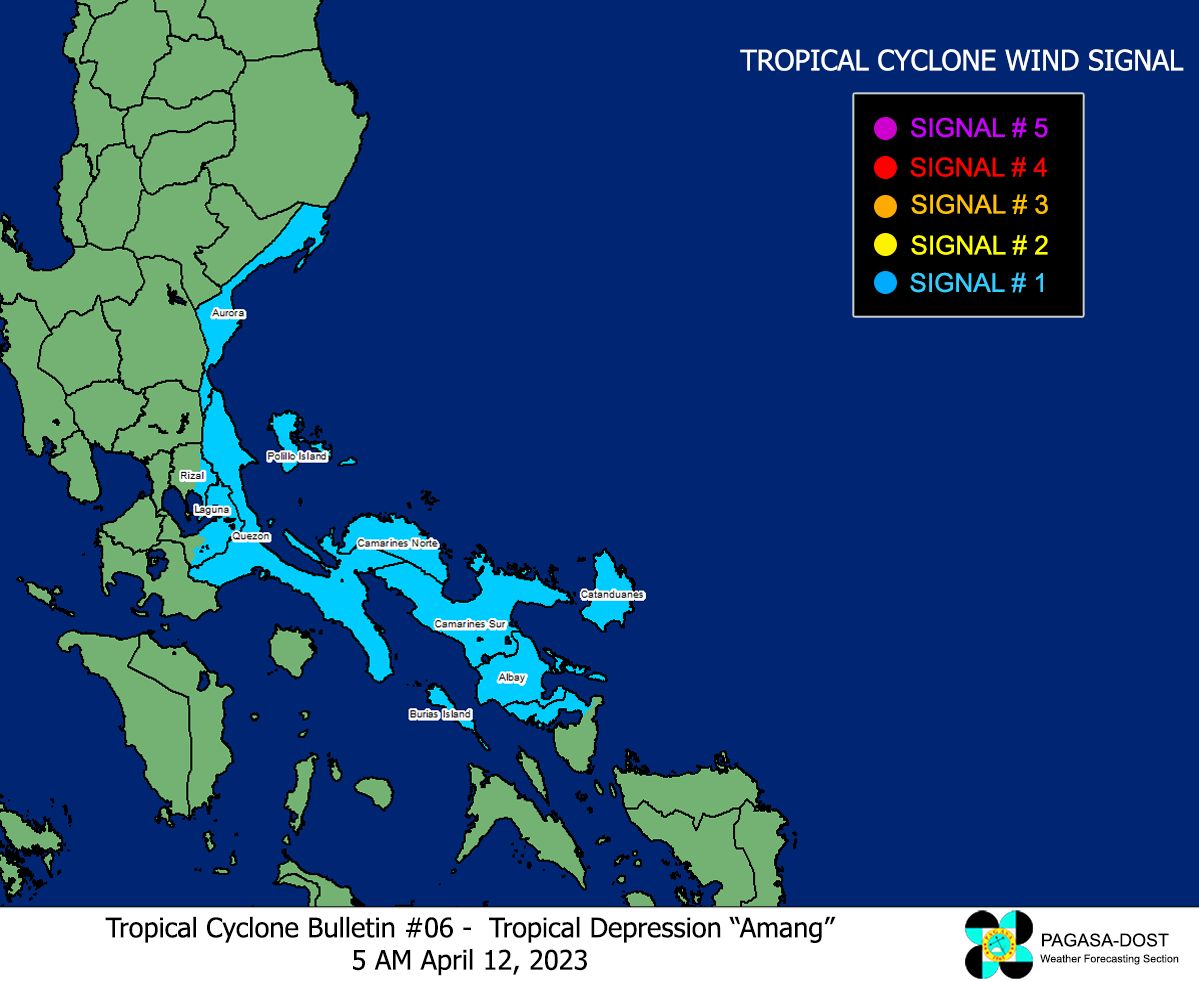 TROPICAL CYCLONE WIND SIGNAL
SIGNAL # 5
SIGNAL # 4
SIGNAL # 3
SIGNAL # 2
SIGNAL # 1
Aurora
Polillo Island
Rizal
Laguna
Quezon
Camarines Norte
Catanduanes
Camarines Sur
Albay
Burias Island
Tropical Cyclone Bulletin #06 - Tropical Depression “Amang”
5 AM April 12, 2023
PAGASA
PAGASA-DOST
Weather Forecasting Section